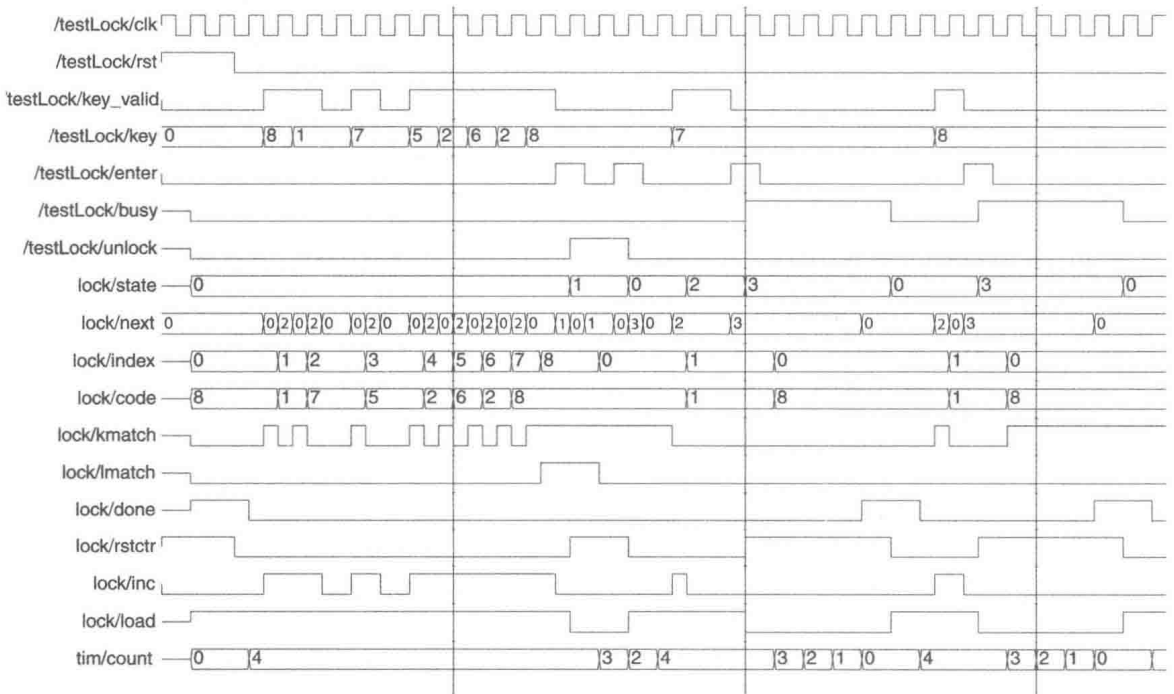 /testLock/clk
/testLock/rst
/testLock/key_valid
/testLock/key 0 8 1 7 5 2 6 2 8 7 8
/testLock/enter
/testLock/busy
/testLock/unlock
lock/state 0 1 0 2 3 0 3 0
lock/next 0 0 2 0 2 0 0 2 0 0 2 0 2 0 2 0 2 0 1 0 1 0 3 0 2 3 0 2 0 3 0
lock/index 0 1 2 3 4 5 6 7 8 0 1 0 1 0
lock/code 8 1 7 5 2 6 2 8 1 8 1 8
lock/kmatch
lock/lmatch
lock/done
lock/rstctr
lock/inc
lock/load
tim/count 0 4 3 2 4 3 2 1 0 4 3 2 1 0